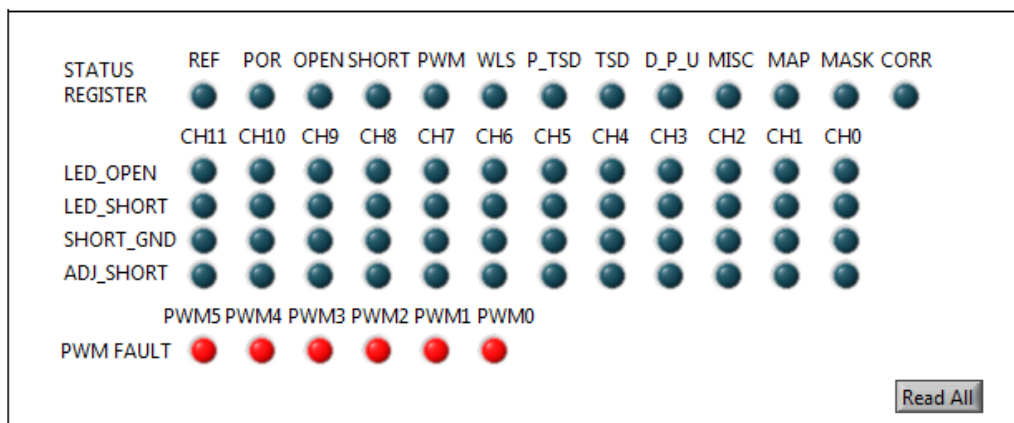 REF POR OPEN SHORT PWM WLS P_TSD TSD D_P_U MISC MAP MASK CORR
STATUS
REGISTER
CH11 CH10 CH9 CH8 CH7 CH6 CH5 CH4 CH3 CH2 CH1 CH0
LED_OPEN
LED_SHORT
SHORT_GND
ADJ_SHORT
PWM5 PWM4 PWM3 PWM2 PWM1 PWM0
PWM FAULT
Read All